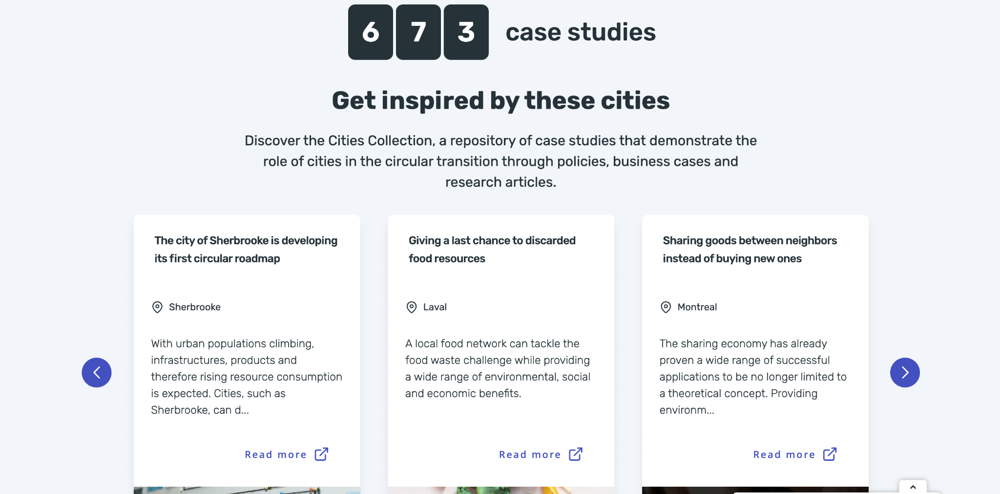 673 case studies
Get inspired by these cities
Discover the Cities Collection, a repository of case studies that demonstrate the
role of cities in the circular transition through policies, business cases and
research articles.
The city of Sherbrooke is developing
its first circular roadmap
Sherbrooke
With urban populations climbing,
infrastructures, products and
therefore rising resource consumption
is expected. Cities, such as
Sherbrooke, can d...
Read more
Giving a last chance to discarded
food resources
Laval
A local food network can tackle the
food waste challenge while providing
a wide range of environmental, social
and economic benefits.
Read more
Sharing goods between neighbors
instead of buying new ones
Montreal
The sharing economy has already
proven a wide range of successful
applications to be no longer limited to
a theoretical concept. Providing
environm...
Read more